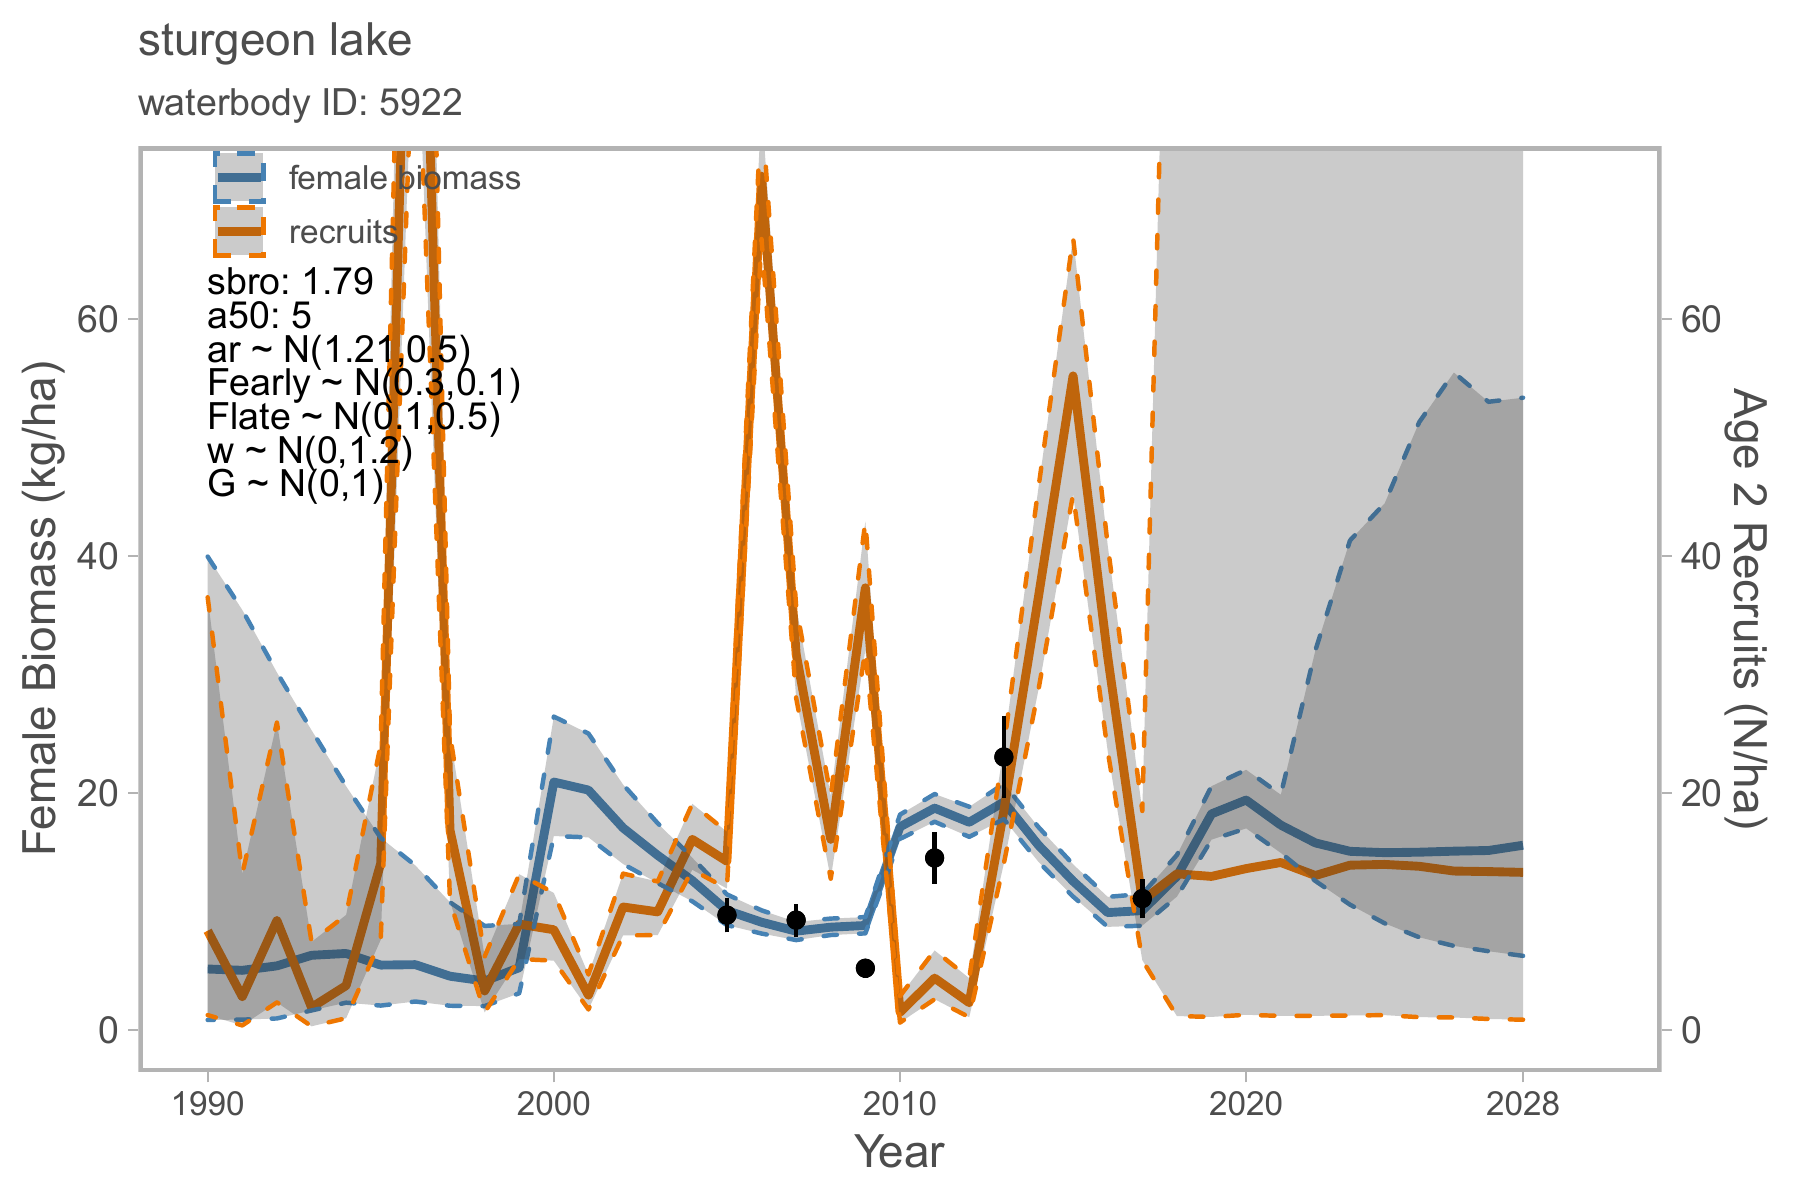 sturgeon lake
waterbody ID: 5922
female biomass
recruits
sbro: 1.79
a50: 5
ar ~ N(1.21,0.5)
Fearly ~ N(0.3,0.1)
Flate ~ N(0.1,0.5)
w ~ N(0,1.2)
G ~ N(0,1)
Female Biomass (kg/ha)
60
40
20
0
60
40
20
0
Age 2 Recruits (N/ha)
1990
2000
2010
2020
2028
Year